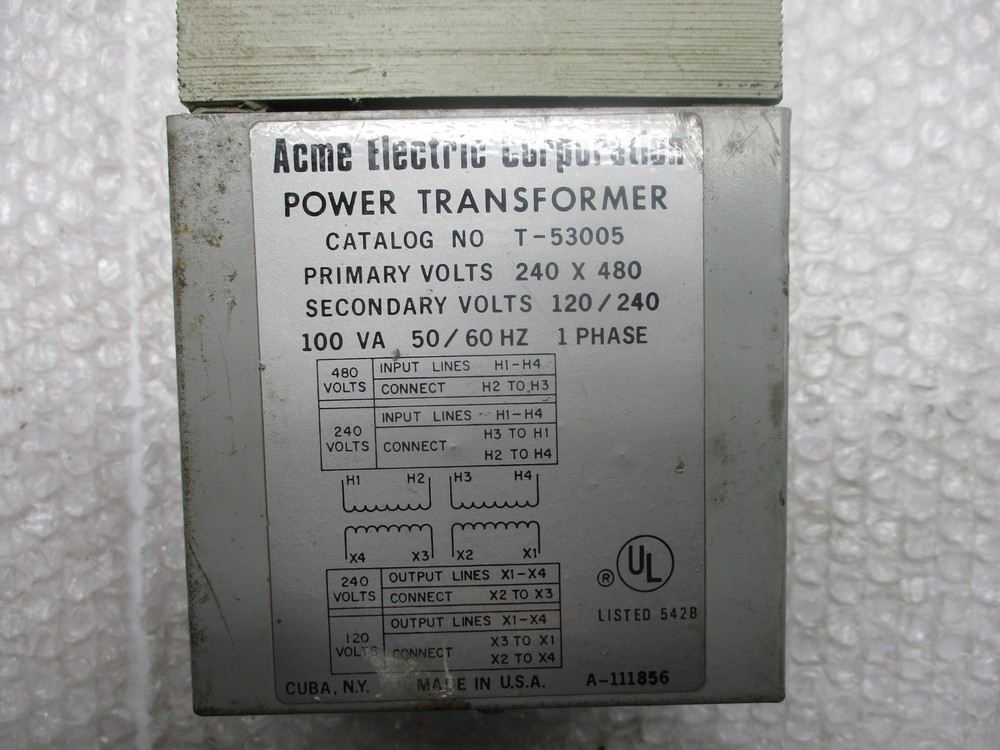 Acme Electric Corporation
POWER TRANSFORMER
CATALOG NO T-53005
PRIMARY VOLTS 240 X 480
SECONDARY VOLTS 120/240
100 VA 50/60 HZ 1 PHASE
480 VOLTS INPUT LINES H1-H4
CONNECT H2 TO H3
240 VOLTS INPUT LINES H1-H4
CONNECT H3 TO H1
H2 TO H4
H1 H2 H3 H4
X4 X3 X2 X1
240 VOLTS OUTPUT LINES X1-X4
CONNECT X2 TO X3
120 VOLTS OUTPUT LINES X1-X4
CONNECT X3 TO X1
X2 TO X4
® UL
LISTED 542B
CUBA, N.Y. MADE IN U.S.A. A-111856